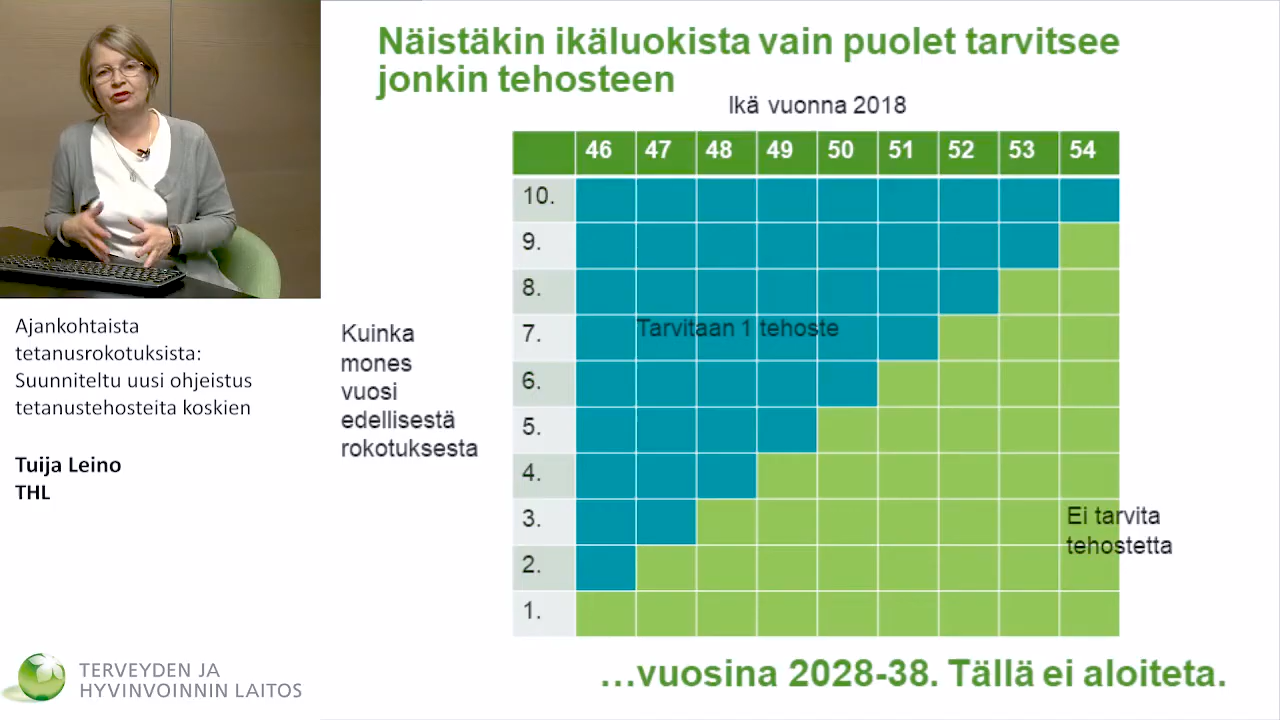 Näistäkin ikäluokista vain puolet tarvitsee
jonkin tehosteen
Ikä vuonna 2018
46 47 48 49 50 51 52 53 54
10.
9.
8.
7.
6.
5.
4.
3.
2.
1.
Tarvitaan 1 tehoste
Kuinka
mones
vuosi
edellisestä
rokotuksesta
Ei tarvita
tehostetta
...vuosina 2028-38. Tällä ei aloiteta.
Ajankohtaista
tetanusrokotuksista:
Suunniteltu uusi ohjeistus
tetanustehosteita koskien
Tuija Leino
THL
TERVEYDEN JA
HYVINVOINNIN LAITOS